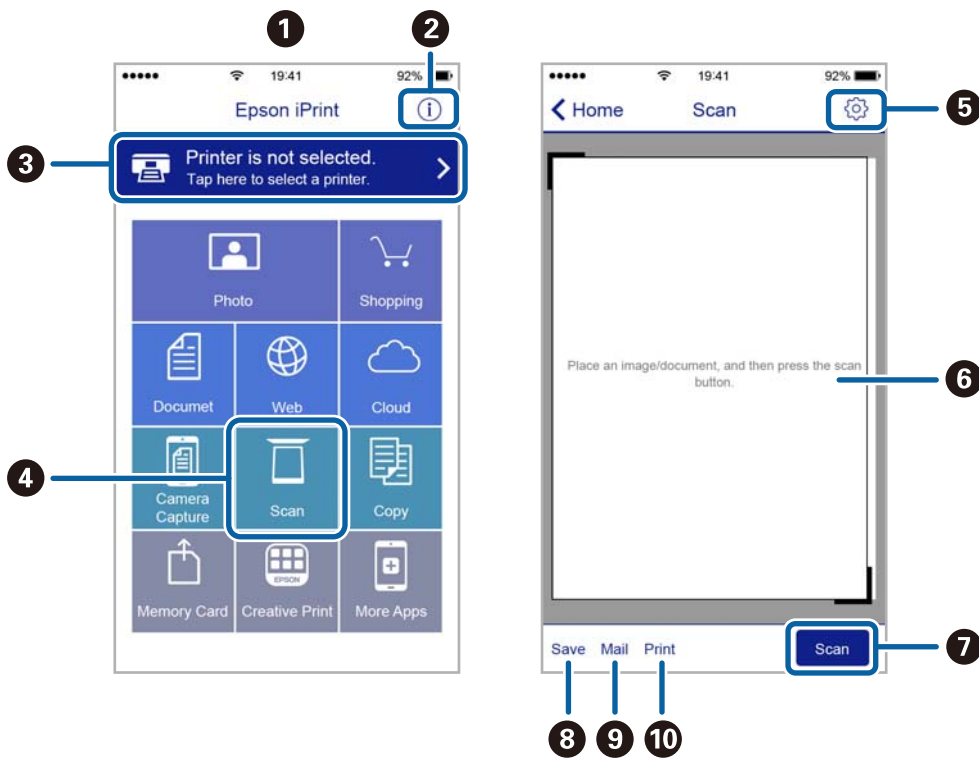 1
2
19:41
92%
Epson iPrint
i
3
Printer is not selected.
Tap here to select a printer.
Photo
Shopping
Documet
Web
Cloud
4
Camera
Capture
Scan
Copy
EPSON
Memory Card
Creative Print
More Apps
19:41
92%
Home
Scan
5
Place an image/document, and then press the scan
button.
6
Save
Mail
Print
Scan
7
8
9
10